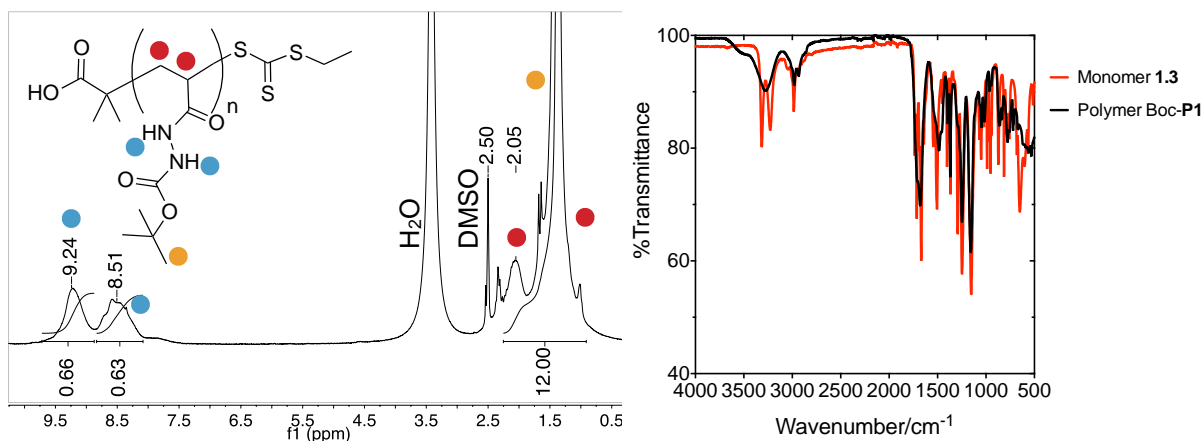 O
HO
S
S
S
n
O
HN
NH
O
O
9.24
8.51
H2O
DMSO
2.50
2.05
0.66
0.63
12.00
9.5
8.5
7.5
6.5
5.5
4.5
3.5
2.5
1.5
0.5
f1 (ppm)
%Transmittance
100
80
60
40
4000 3500 3000 2500 2000 1500 1000 500
Wavenumber/cm-1
Monomer 1.3
Polymer Boc-P1